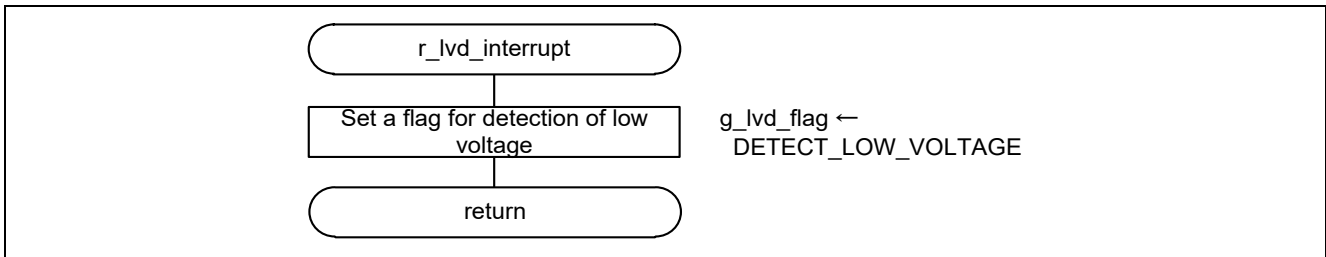 r_lvd_interrupt
Set a flag for detection of low
voltage
g_lvd_flag ←
DETECT_LOW_VOLTAGE
return